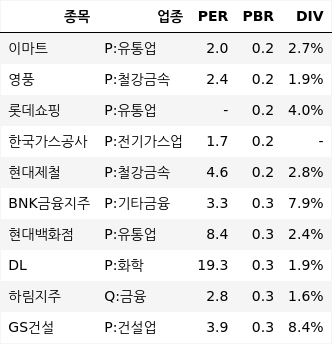 종목 업종 PER PBR DIV
이마트 P:유통업 2.0 0.2 2.7%
영풍 P:철강금속 2.4 0.2 1.9%
롯데쇼핑 P:유통업 - 0.2 4.0%
한국가스공사 P:전기가스업 1.7 0.2 -
현대제철 P:철강금속 4.6 0.2 2.8%
BNK금융지주 P:기타금융 3.3 0.3 7.9%
현대백화점 P:유통업 8.4 0.3 2.4%
DL P:화학 19.3 0.3 1.9%
하림지주 Q:금융 2.8 0.3 1.6%
GS건설 P:건설업 3.9 0.3 8.4%